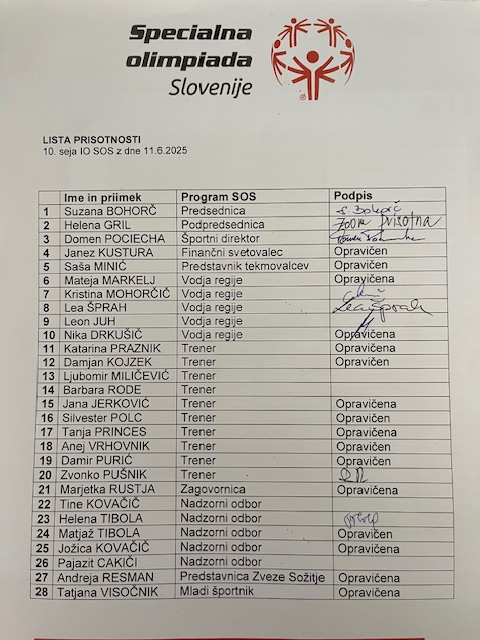 Specialna
olimpiada
Slovenije
LISTA PRISOTNOSTI
10. seja IO SOS z dne 11.6.2025
Ime in priimek Program SOS Podpis
1 Suzana BOHORČ Predsednica S Bohorč
2 Helena GRIL Podpredsednica ZOOM prisotna
3 Domen POCIECHA Športni direktor
4 Janez KUSTURA Finančni svetovalec Opravičen
5 Saša MINIĆ Predstavnik tekmovalcev Opravičen
6 Mateja MARKELJ Vodja regije Opravičena
7 Kristina MOHORČIČ Vodja regije
8 Lea ŠPRAH Vodja regije Lea Šprah
9 Leon JUH Vodja regije
10 Nika DRKUŠIČ Vodja regije Opravičena
11 Katarina PRAZNIK Trener Opravičena
12 Damjan KOJZEK Trener Opravičen
13 Ljubomir MILIČEVIĆ Trener
14 Barbara RODE Trener
15 Jana JERKOVIĆ Trener Opravičena
16 Silvester POLC Trener Opravičen
17 Tanja PRINCES Trener Opravičena
18 Anej VRHOVNIK Trener Opravičen
19 Damir PURIĆ Trener Opravičen
20 Zvonko PUŠNIK Trener
21 Marjetka RUSTJA Zagovornica Opravičena
22 Tine KOVAČIČ Nadzorni odbor
23 Helena TIBOLA Nadzorni odbor
24 Matjaž TIBOLA Nadzorni odbor Opravičen
25 Jožica KOVAČIČ Nadzorni odbor Opravičena
26 Pajazit CAKIČI Nadzorni odbor
27 Andreja RESMAN Predstavnica Zveze Sožitje Opravičena
28 Tatjana VISOČNIK Mladi športnik Opravičena